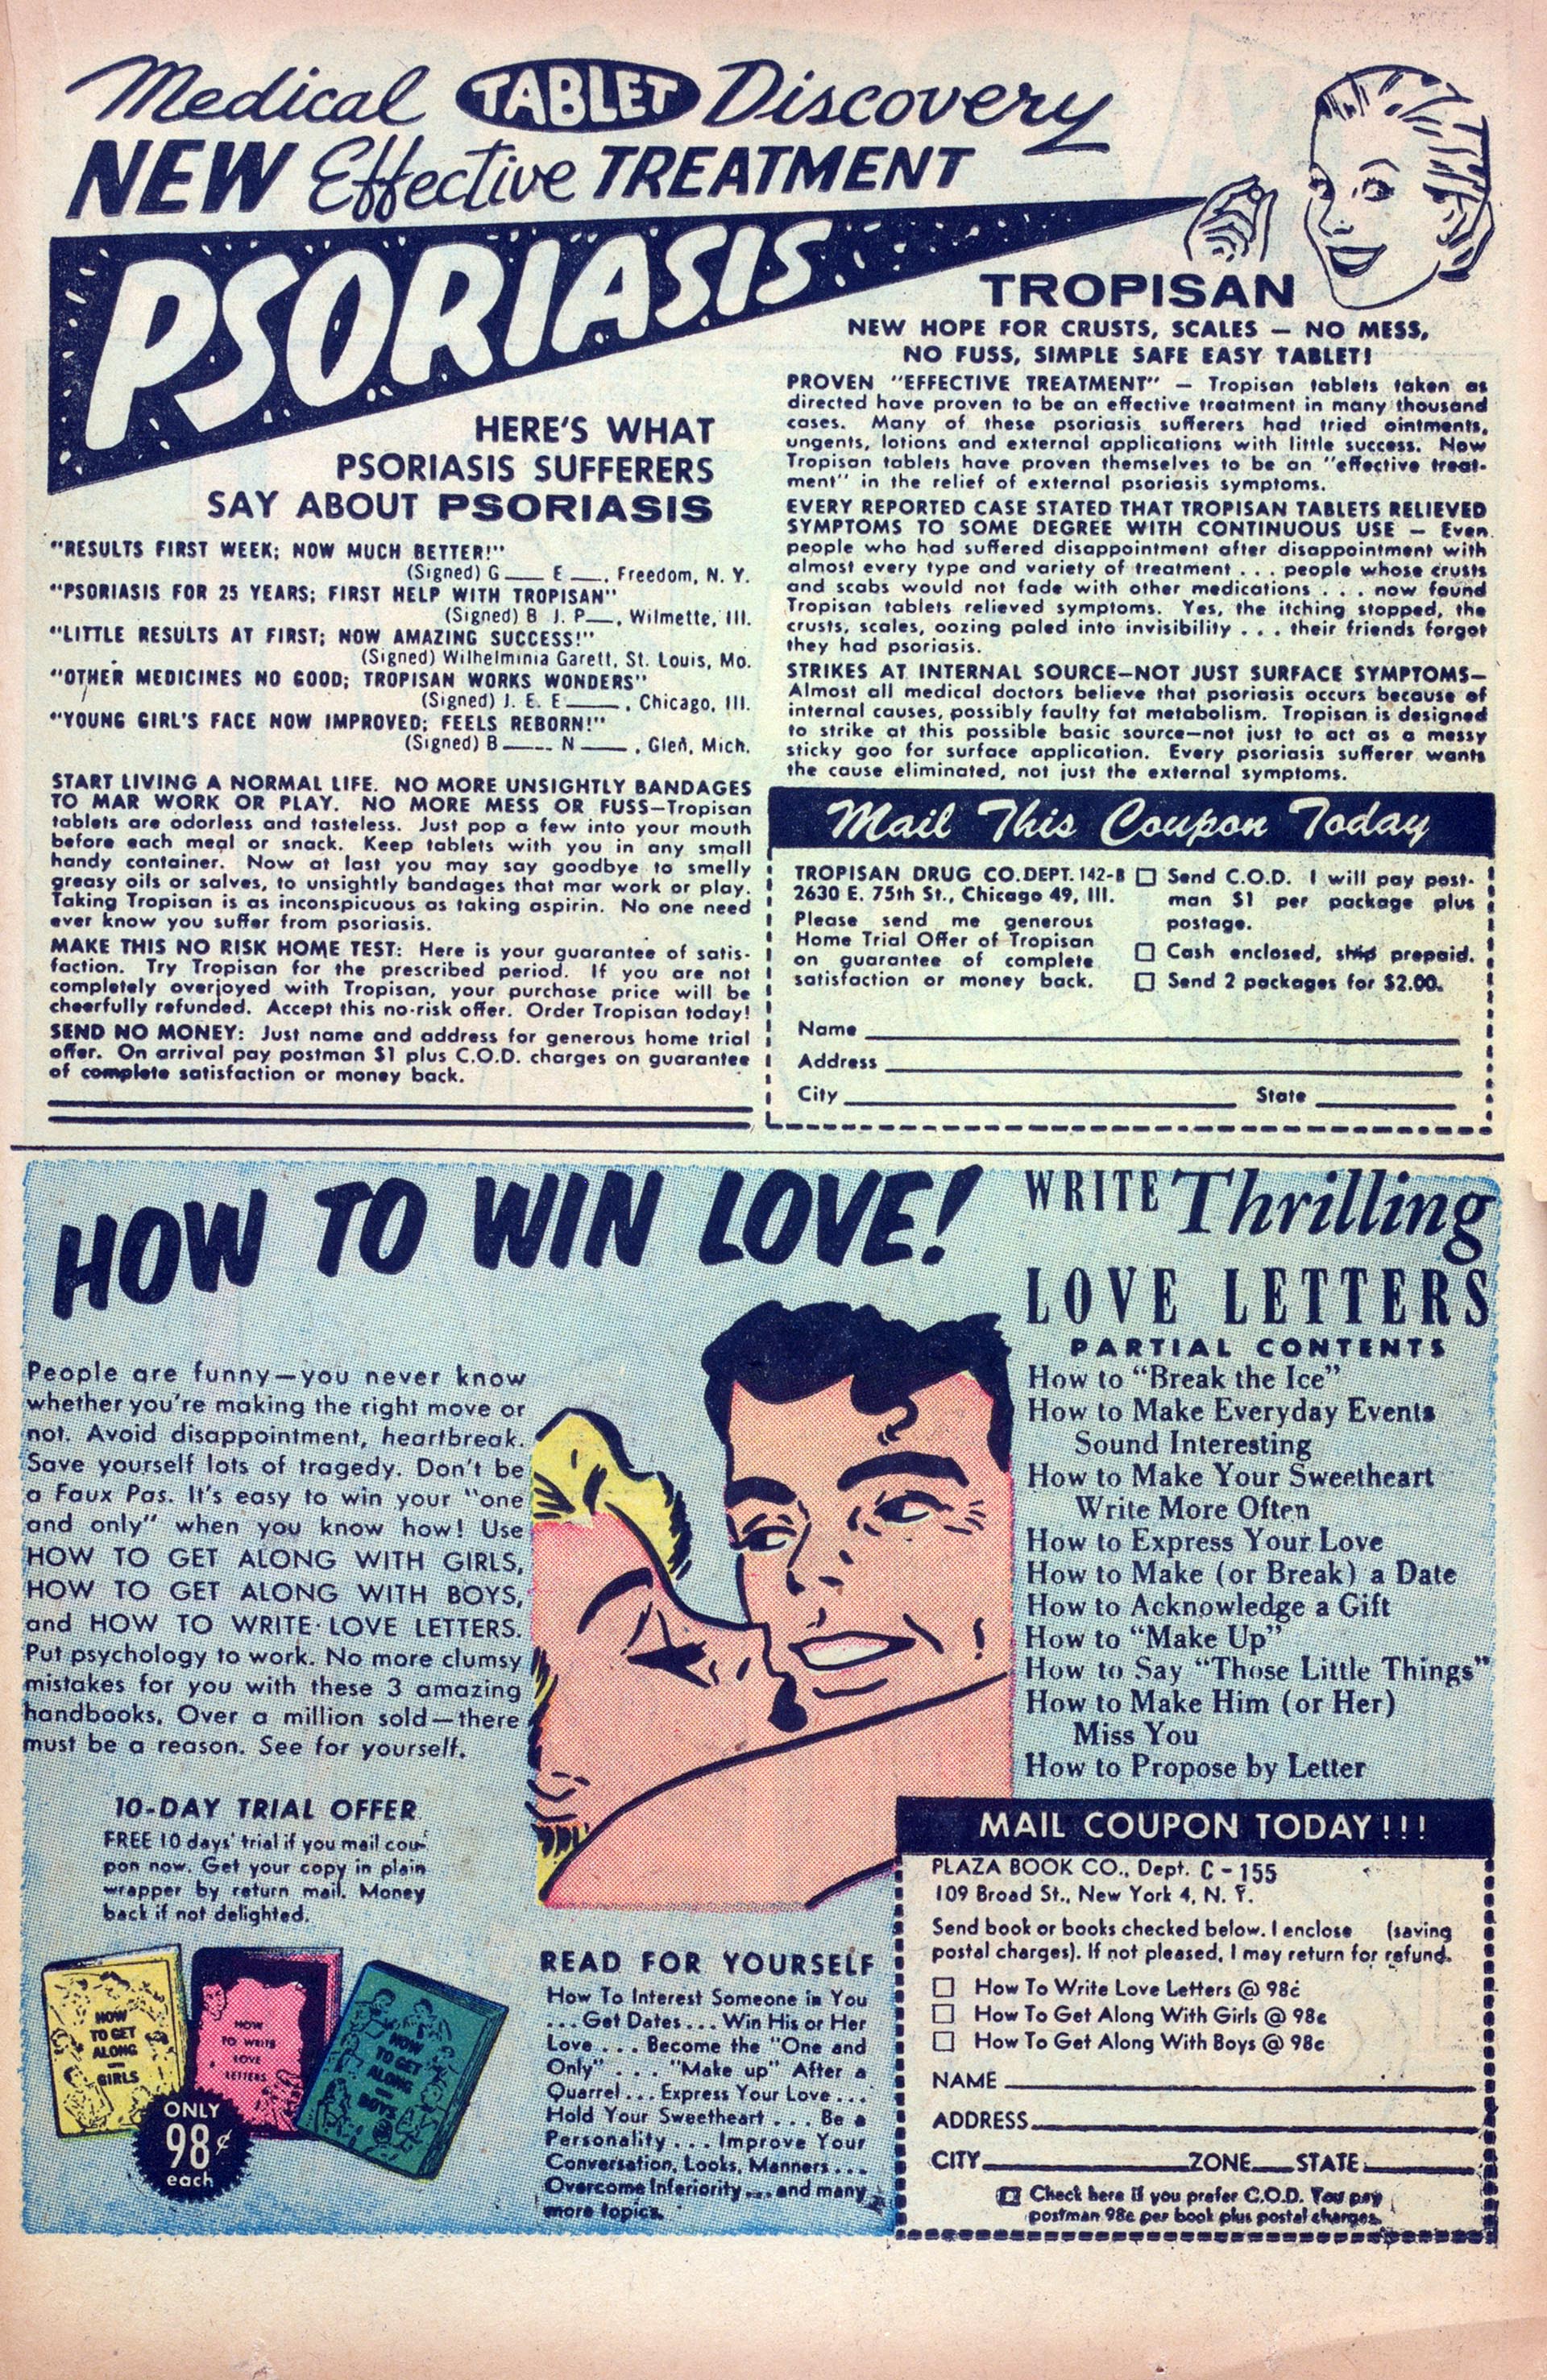 Medical TABLET Discovery
NEW Effective TREATMENT
PSORIASIS
HERE'S WHAT
PSORIASIS SUFFERERS
SAY ABOUT PSORIASIS
"RESULTS FIRST WEEK; NOW MUCH BETTER!"
(Signed) G___ E___, Freedom, N. Y.
"PSORIASIS FOR 25 YEARS; FIRST HELP WITH TROPISAN"
(Signed) B J. P__, Wilmette, Ill.
"LITTLE RESULTS AT FIRST; NOW AMAZING SUCCESS!"
(Signed) Wilhelminia Garett, St. Louis, Mo.
"OTHER MEDICINES NO GOOD; TROPISAN WORKS WONDERS"
(Signed) J. E. E____, Chicago, Ill.
"YOUNG GIRL'S FACE NOW IMPROVED; FEELS REBORN!"
(Signed) B____ N____, Glen, Mich.
START LIVING A NORMAL LIFE. NO MORE UNSIGHTLY BANDAGES
TO MAR WORK OR PLAY. NO MORE MESS OR FUSS—Tropisan
tablets are odorless and tasteless. Just pop a few into your mouth
before each meal or snack. Keep tablets with you in any small
handy container. Now at last you may say goodbye to smelly
greasy oils or salves, to unsightly bandages that mar work or play.
Taking Tropisan is as inconspicuous as taking aspirin. No one need
ever know you suffer from psoriasis.
MAKE THIS NO RISK HOME TEST: Here is your guarantee of satis-
faction. Try Tropisan for the prescribed period. If you are not
completely overjoyed with Tropisan, your purchase price will be
cheerfully refunded. Accept this no-risk offer. Order Tropisan today!
SEND NO MONEY: Just name and address for generous home trial
offer. On arrival pay postman $1 plus C.O.D. charges on guarantee
of complete satisfaction or money back.
TROPISAN
NEW HOPE FOR CRUSTS, SCALES — NO MESS,
NO FUSS, SIMPLE SAFE EASY TABLET!
PROVEN "EFFECTIVE TREATMENT" — Tropisan tablets taken as
directed have proven to be an effective treatment in many thousand
cases. Many of these psoriasis sufferers had tried ointments,
ungents, lotions and external applications with little success. Now
Tropisan tablets have proven themselves to be an "effective treat-
ment" in the relief of external psoriasis symptoms.
EVERY REPORTED CASE STATED THAT TROPISAN TABLETS RELIEVED
SYMPTOMS TO SOME DEGREE WITH CONTINUOUS USE — Even
people who had suffered disappointment after disappointment with
almost every type and variety of treatment . . . people whose crusts
and scabs would not fade with other medications . . . now found
Tropisan tablets relieved symptoms. Yes, the itching stopped, the
crusts, scales, oozing paled into invisibility . . . their friends forgot
they had psoriasis.
STRIKES AT INTERNAL SOURCE—NOT JUST SURFACE SYMPTOMS—
Almost all medical doctors believe that psoriasis occurs because of
internal causes, possibly faulty fat metabolism. Tropisan is designed
to strike at this possible basic source—not just to act as a messy
sticky goo for surface application. Every psoriasis sufferer wants
the cause eliminated, not just the external symptoms.
Mail This Coupon Today
TROPISAN DRUG CO. DEPT. 142-B
2630 E. 75th St., Chicago 49, Ill.
Please send me generous
Home Trial Offer of Tropisan
on guarantee of complete
satisfaction or money back.
Send C.O.D. I will pay post-
man $1 per package plus
postage.
Cash enclosed, ship prepaid.
Send 2 packages for $2.00.
Name
Address
City State
HOW TO WIN LOVE!
People are funny—you never know
whether you're making the right move or
not. Avoid disappointment, heartbreak.
Save yourself lots of tragedy. Don't be
a Faux Pas. It's easy to win your "one
and only" when you know how! Use
HOW TO GET ALONG WITH GIRLS,
HOW TO GET ALONG WITH BOYS,
and HOW TO WRITE LOVE LETTERS.
Put psychology to work. No more clumsy
mistakes for you with these 3 amazing
handbooks. Over a million sold—there
must be a reason. See for yourself.
10-DAY TRIAL OFFER
FREE 10 days' trial if you mail cou-
pon now. Get your copy in plain
wrapper by return mail. Money
back if not delighted.
HOW
TO GET
ALONG
GIRLS
HOW
TO WRITE
LOVE
LETTERS
HOW
TO GET
ALONG
BOYS
ONLY
98¢
each
WRITE Thrilling
LOVE LETTERS
PARTIAL CONTENTS
How to "Break the Ice"
How to Make Everyday Events
Sound Interesting
How to Make Your Sweetheart
Write More Often
How to Express Your Love
How to Make (or Break) a Date
How to Acknowledge a Gift
How to "Make Up"
How to Say "Those Little Things"
How to Make Him (or Her)
Miss You
How to Propose by Letter
READ FOR YOURSELF
How To Interest Someone in You
... Get Dates... Win His or Her
Love . . . Become the "One and
Only" . . . "Make up" After a
Quarrel... Express Your Love...
Hold Your Sweetheart . . . Be a
Personality . . . Improve Your
Conversation, Looks, Manners...
Overcome Inferiority... and many
more topics.
MAIL COUPON TODAY!!!
PLAZA BOOK CO., Dept. C-155
109 Broad St., New York 4, N. Y.
Send book or books checked below. I enclose (saving
postal charges). If not pleased, I may return for refund.
How To Write Love Letters @ 98¢
How To Get Along With Girls @ 98c
How To Get Along With Boys @ 98c
NAME
ADDRESS
CITY ZONE STATE
Check here if you prefer C.O.D. You pay
postman 98c per book plus postal charges.